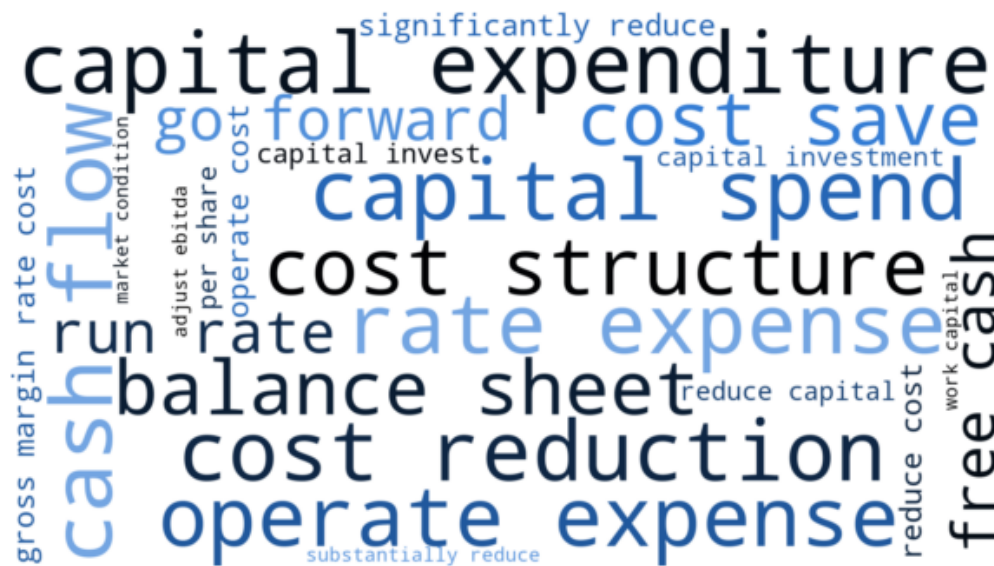 significantly reduce
capital expenditure
go forward
cost save
capital invest
capital investment
capital spend
cost structure
run rate
rate expense
balance sheet
reduce capital
cost reduction
operate expense
substantially reduce
gross margin rate cost
cash flow
market condition
adjust ebitda
per share
operate cost
reduce cost
work capital
free cash